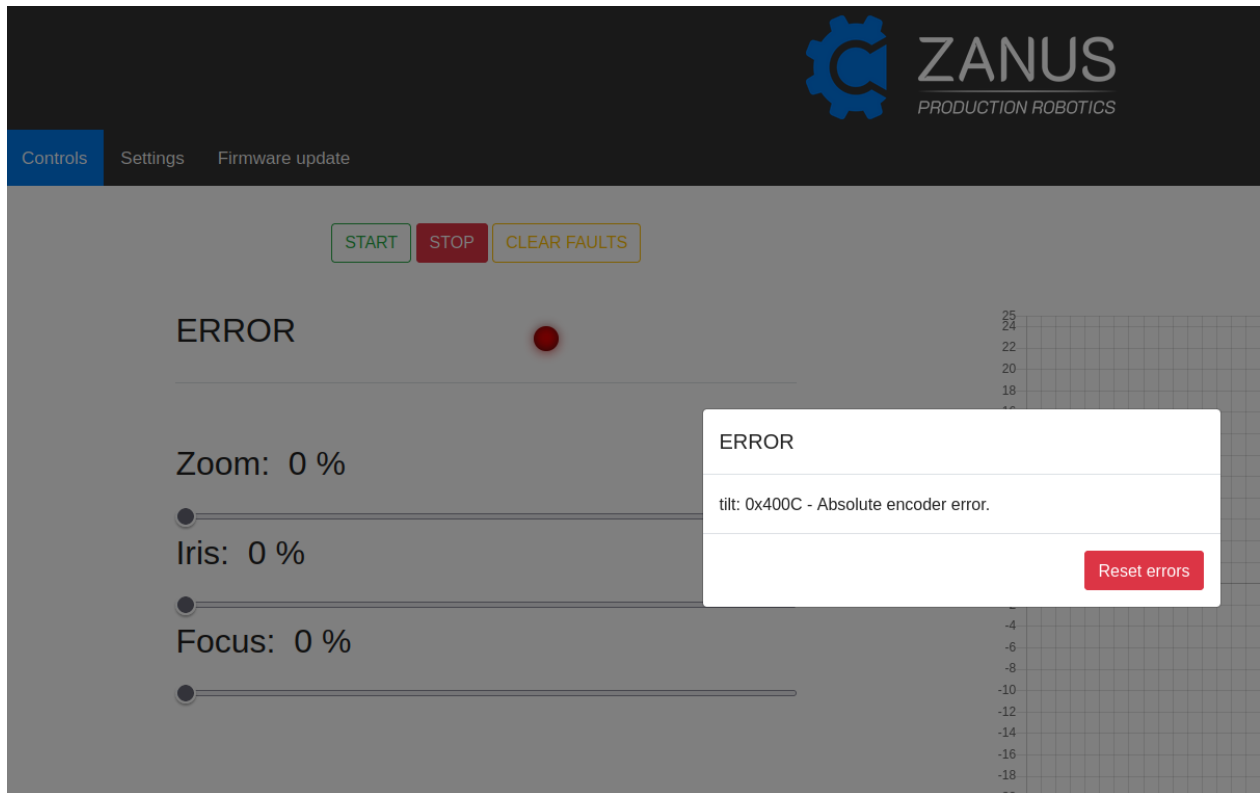 ZANUS
PRODUCTION ROBOTICS
Controls Settings Firmware update
START STOP CLEAR FAULTS
ERROR
Zoom: 0 %
Iris: 0 %
Focus: 0 %
25
24
22
20
18
ERROR
tilt: 0x400C - Absolute encoder error.
Reset errors
-4
-6
-8
-10
-12
-14
-16
-18